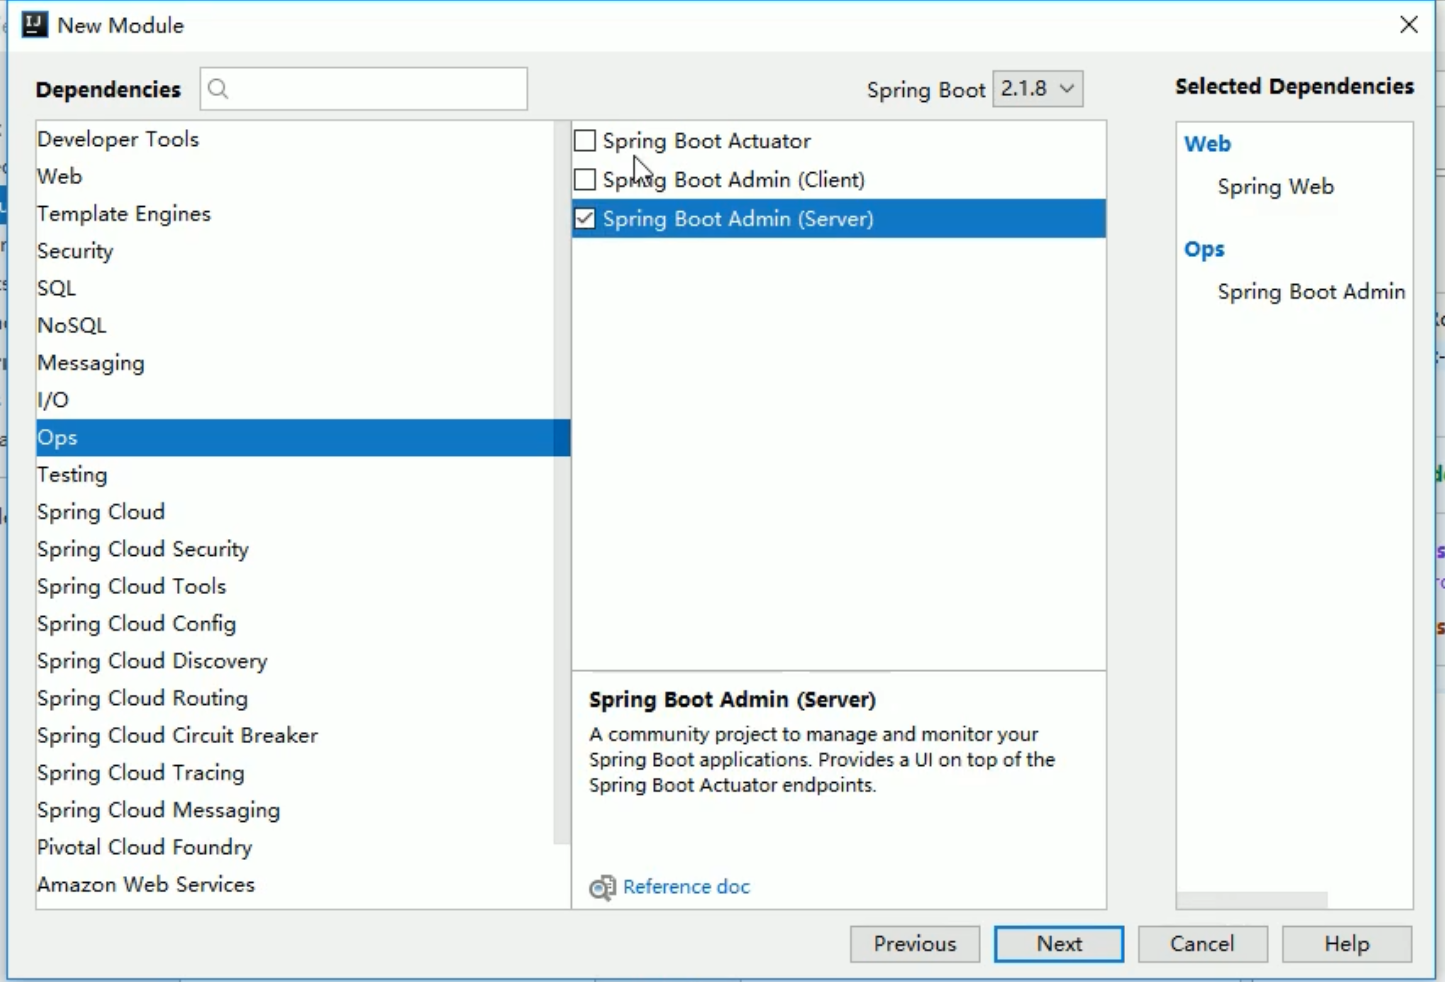 New Module
Dependencies
Spring Boot 2.1.8
Selected Dependencies
Developer Tools
Web
Template Engines
Security
SQL
NoSQL
Messaging
I/O
Ops
Testing
Spring Cloud
Spring Cloud Security
Spring Cloud Tools
Spring Cloud Config
Spring Cloud Discovery
Spring Cloud Routing
Spring Cloud Circuit Breaker
Spring Cloud Tracing
Spring Cloud Messaging
Pivotal Cloud Foundry
Amazon Web Services
Spring Boot Actuator
Spring Boot Admin (Client)
Spring Boot Admin (Server)
Spring Boot Admin (Server)
A community project to manage and monitor your
Spring Boot applications. Provides a UI on top of the
Spring Boot Actuator endpoints.
Reference doc
Web
Spring Web
Ops
Spring Boot Admin
Previous
Next
Cancel
Help